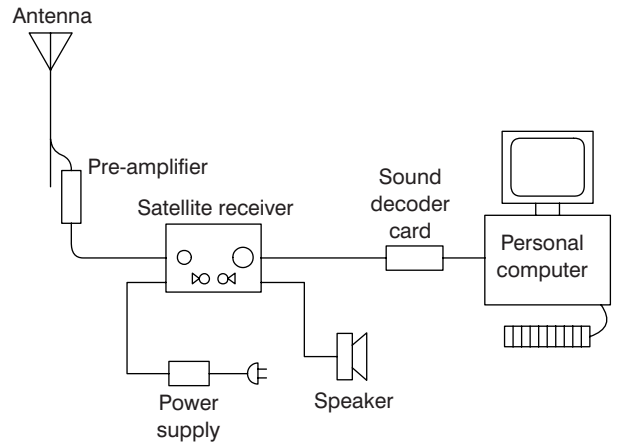 Antenna
Pre-amplifier
Satellite receiver
Sound
decoder
card
Personal
computer
Power
supply
Speaker